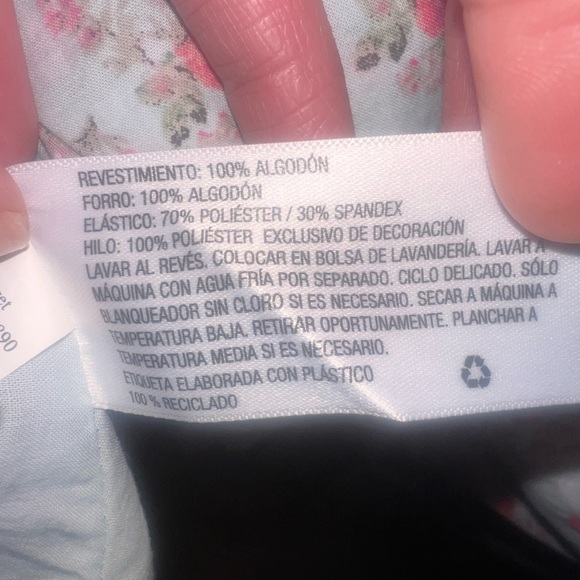 REVESTIMIENTO: 100% ALGODÓN
FORRO: 100% ALGODÓN
ELÁSTICO: 70% POLIÉSTER / 30% SPANDEX
HILO: 100% POLIÉSTER EXCLUSIVO DE DECORACIÓN
LAVAR AL REVÉS. COLOCAR EN BOLSA DE LAVANDERÍA. LAVAR A
MÁQUINA CON AGUA FRÍA POR SEPARADO. CICLO DELICADO. SÓLO
BLANQUEADOR SIN CLORO SI ES NECESARIO. SECAR A MÁQUINA A
TEMPERATURA BAJA. RETIRAR OPORTUNAMENTE. PLANCHAR A
TEMPERATURA MEDIA SI ES NECESARIO.
ETIQUETA ELABORADA CON PLÁSTICO
100 % RECICLADO